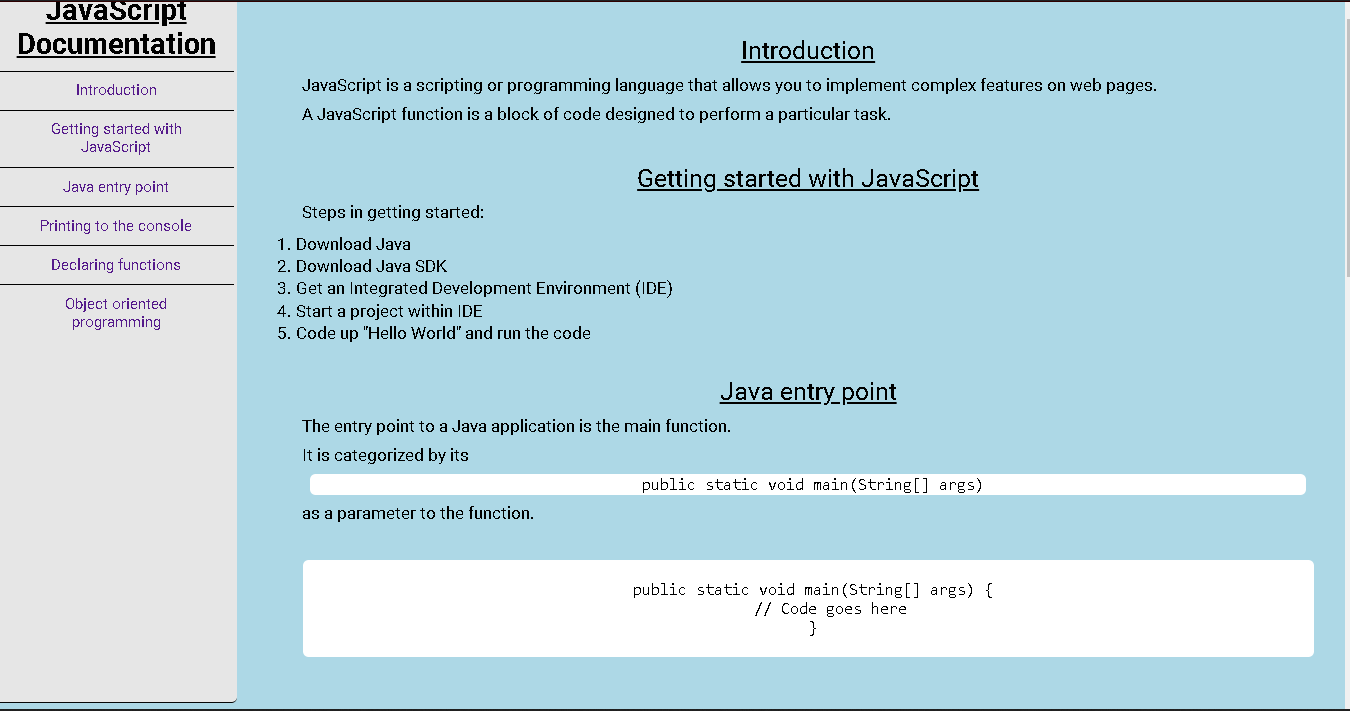 JavaScript
Documentation
Introduction
Getting started with
JavaScript
Java entry point
Printing to the console
Declaring functions
Object oriented
programming
Introduction
JavaScript is a scripting or programming language that allows you to implement complex features on web pages.
A JavaScript function is a block of code designed to perform a particular task.
Getting started with JavaScript
Steps in getting started:
1. Download Java
2. Download Java SDK
3. Get an Integrated Development Environment (IDE)
4. Start a project within IDE
5. Code up "Hello World" and run the code
Java entry point
The entry point to a Java application is the main function.
It is categorized by its
public static void main(String[] args)
as a parameter to the function.
public static void main(String[] args) {
// Code goes here
}